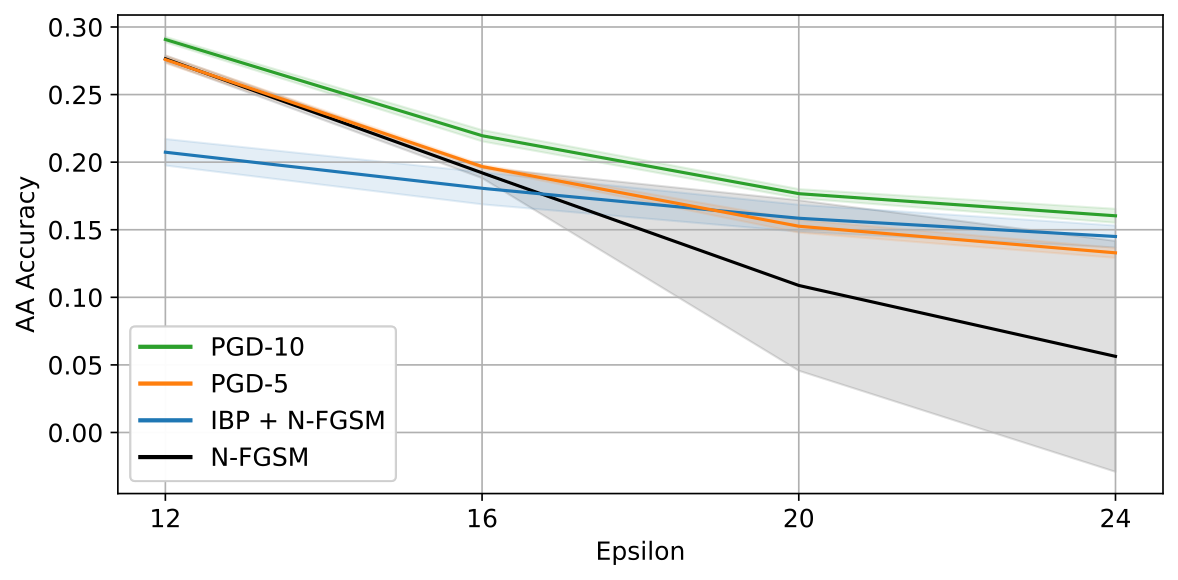 0.30
0.25
0.20
0.15
0.10
0.05
0.00
AA Accuracy
PGD-10
PGD-5
IBP + N-FGSM
N-FGSM
12
16
20
24
Epsilon